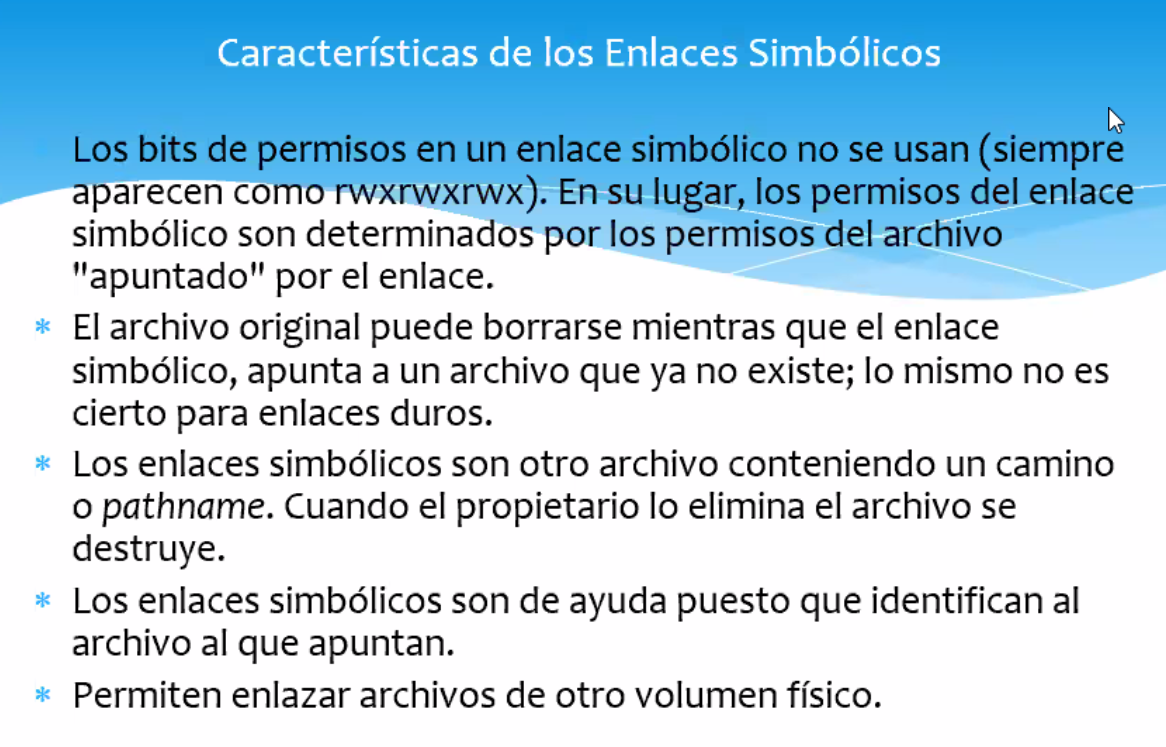 Características de los Enlaces Simbólicos
Los bits de permisos en un enlace simbólico no se usan (siempre
aparecen como rwxrwxrwx). En su lugar, los permisos del enlace
simbólico son determinados por los permisos del archivo
"apuntado" por el enlace.
* El archivo original puede borrarse mientras que el enlace
simbólico, apunta a un archivo que ya no existe; lo mismo no es
cierto para enlaces duros.
* Los enlaces simbólicos son otro archivo conteniendo un camino
o pathname. Cuando el propietario lo elimina el archivo se
destruye.
* Los enlaces simbólicos son de ayuda puesto que identifican al
archivo al que apuntan.
* Permiten enlazar archivos de otro volumen físico.